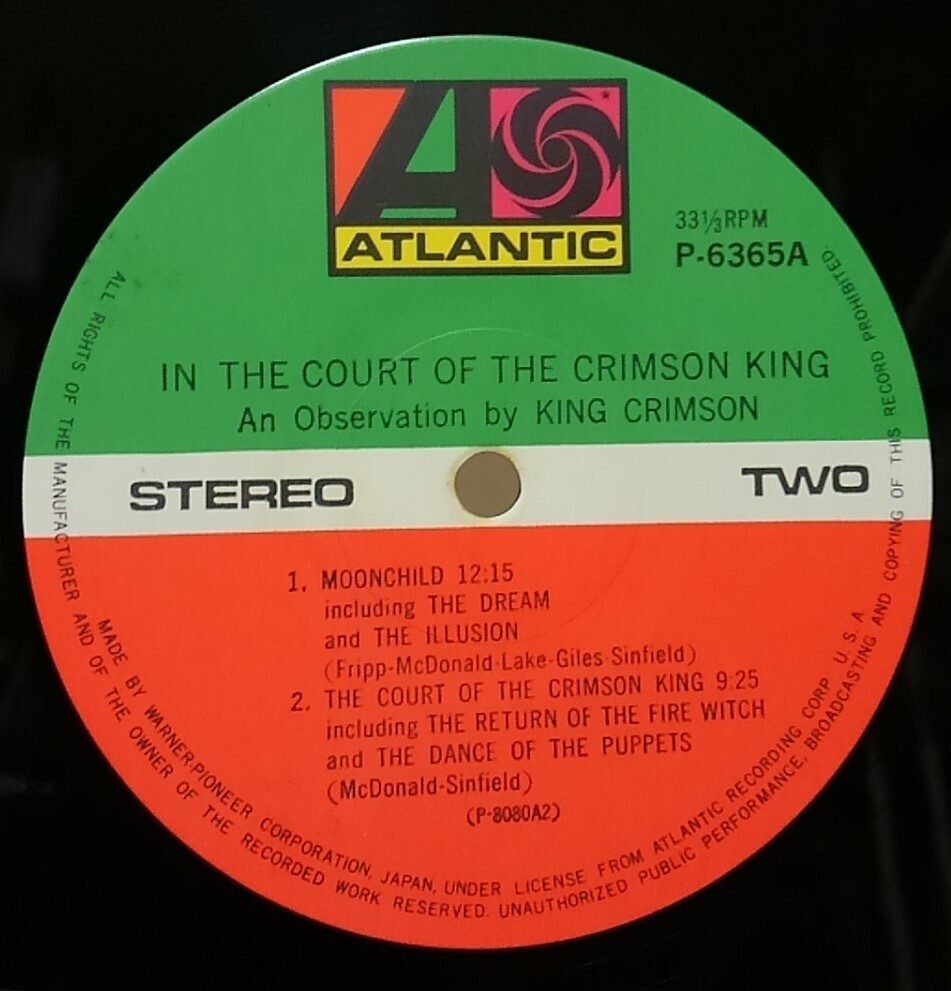 ATLANTIC
33⅓RPM
P-6365A
IN THE COURT OF THE CRIMSON KING
An Observation by KING CRIMSON
STEREO
TWO
1. MOONCHILD 12:15
including THE DREAM
and THE ILLUSION
(Fripp-McDonald-Lake-Giles-Sinfield)
2. THE COURT OF THE CRIMSON KING 9:25
including THE RETURN OF THE FIRE WITCH
and THE DANCE OF THE PUPPETS
(McDonald-Sinfield)
(P-8080A2)
MADE BY WARNER-PIONEER CORPORATION, JAPAN, UNDER LICENSE FROM ATLANTIC RECORDING CORP. U. S. A.
ALL RIGHTS OF THE MANUFACTURER AND OF THE OWNER OF THE RECORDED WORK RESERVED. UNAUTHORIZED PUBLIC PERFORMANCE, BROADCASTING AND COPYING OF THIS RECORD PROHIBITED.